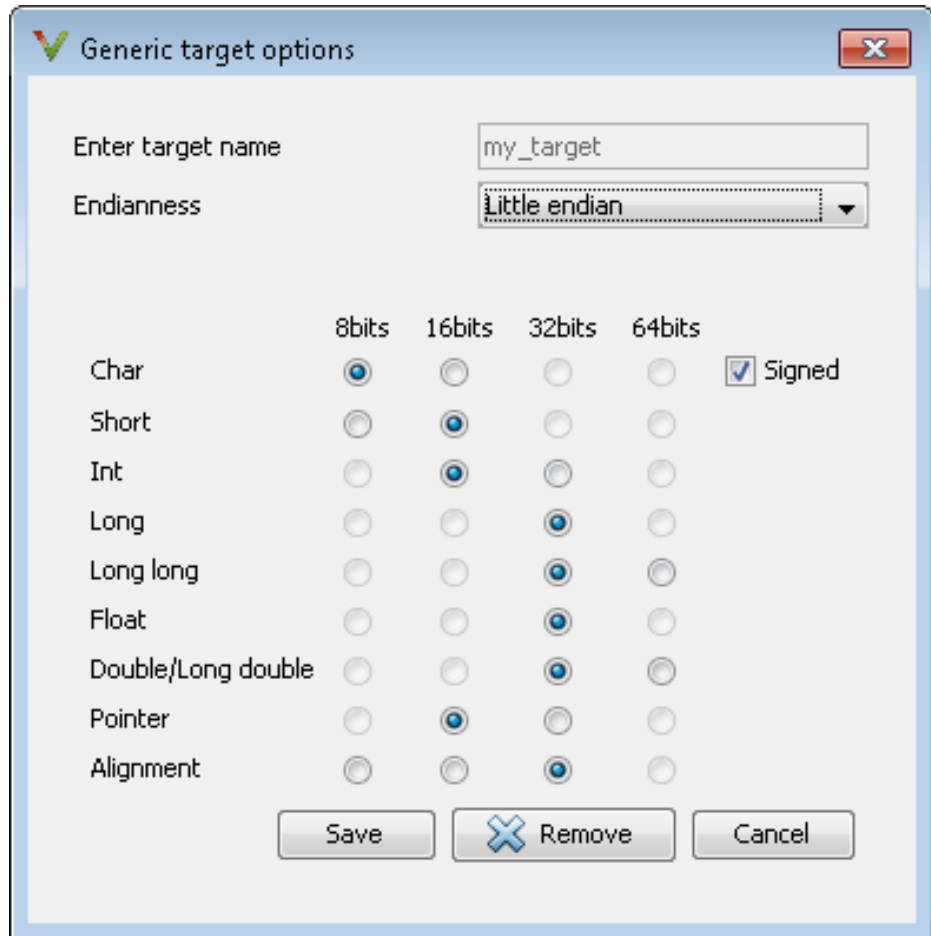 Generic target options
Enter target name my_target
Endianness Little endian
8bits 16bits 32bits 64bits
Char Signed
Short
Int
Long
Long long
Float
Double/Long double
Pointer
Alignment
Save Remove Cancel